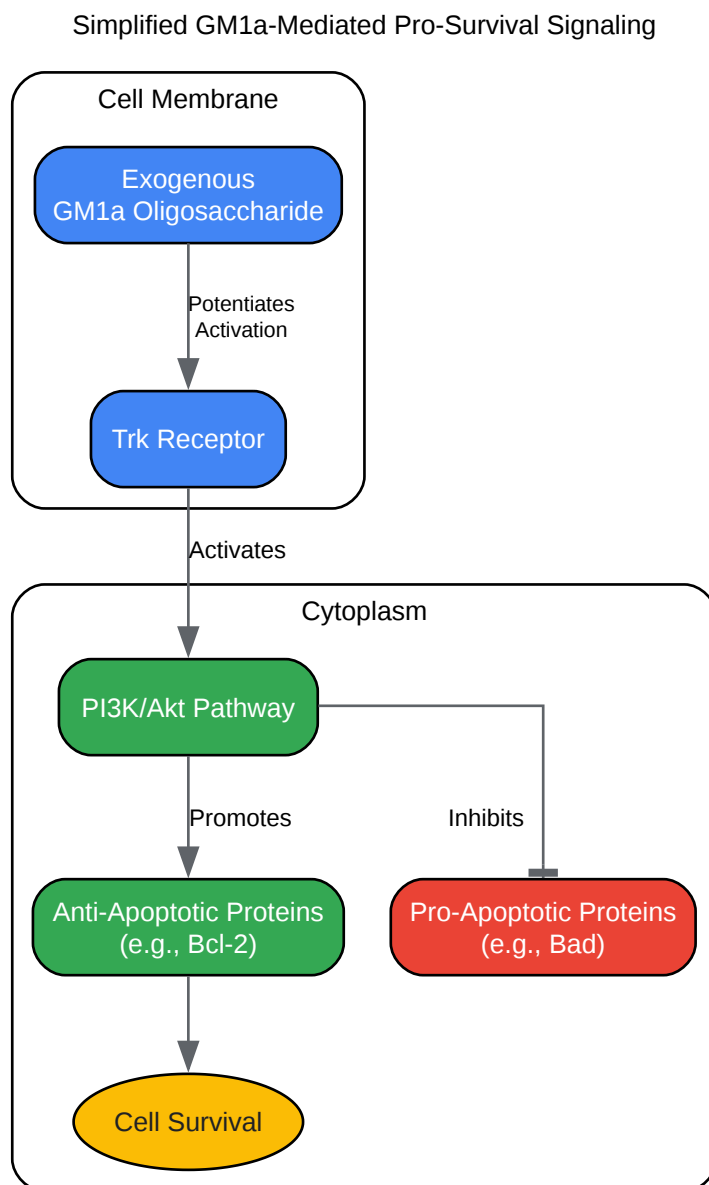 Simplified GM1a-Mediated Pro-Survival Signaling
Cell Membrane
Exogenous
GM1a Oligosaccharide
Potentiates
Activation
Trk Receptor
Activates
Cytoplasm
PI3K/Akt Pathway
Promotes
Inhibits
Anti-Apoptotic Proteins
(e.g., Bcl-2)
Pro-Apoptotic Proteins
(e.g., Bad)
Cell Survival